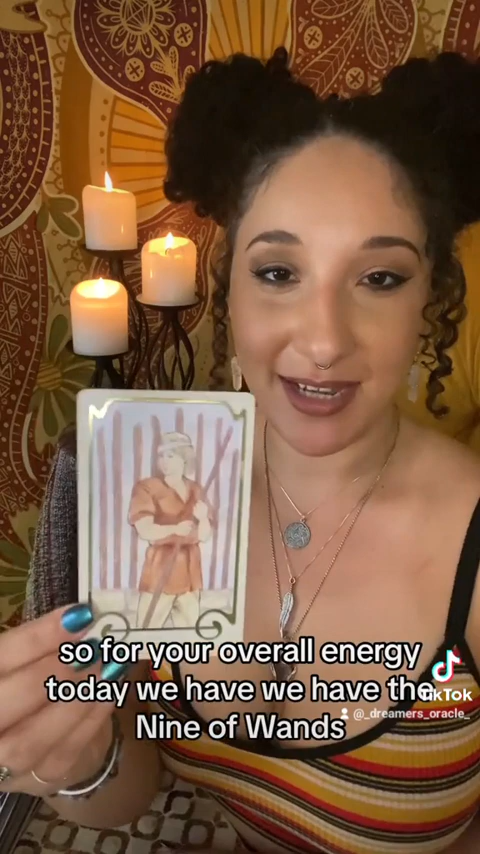 so for your overall energy
today we have we have the
TikTok
@_dreamers_oracle_
Nine of Wands